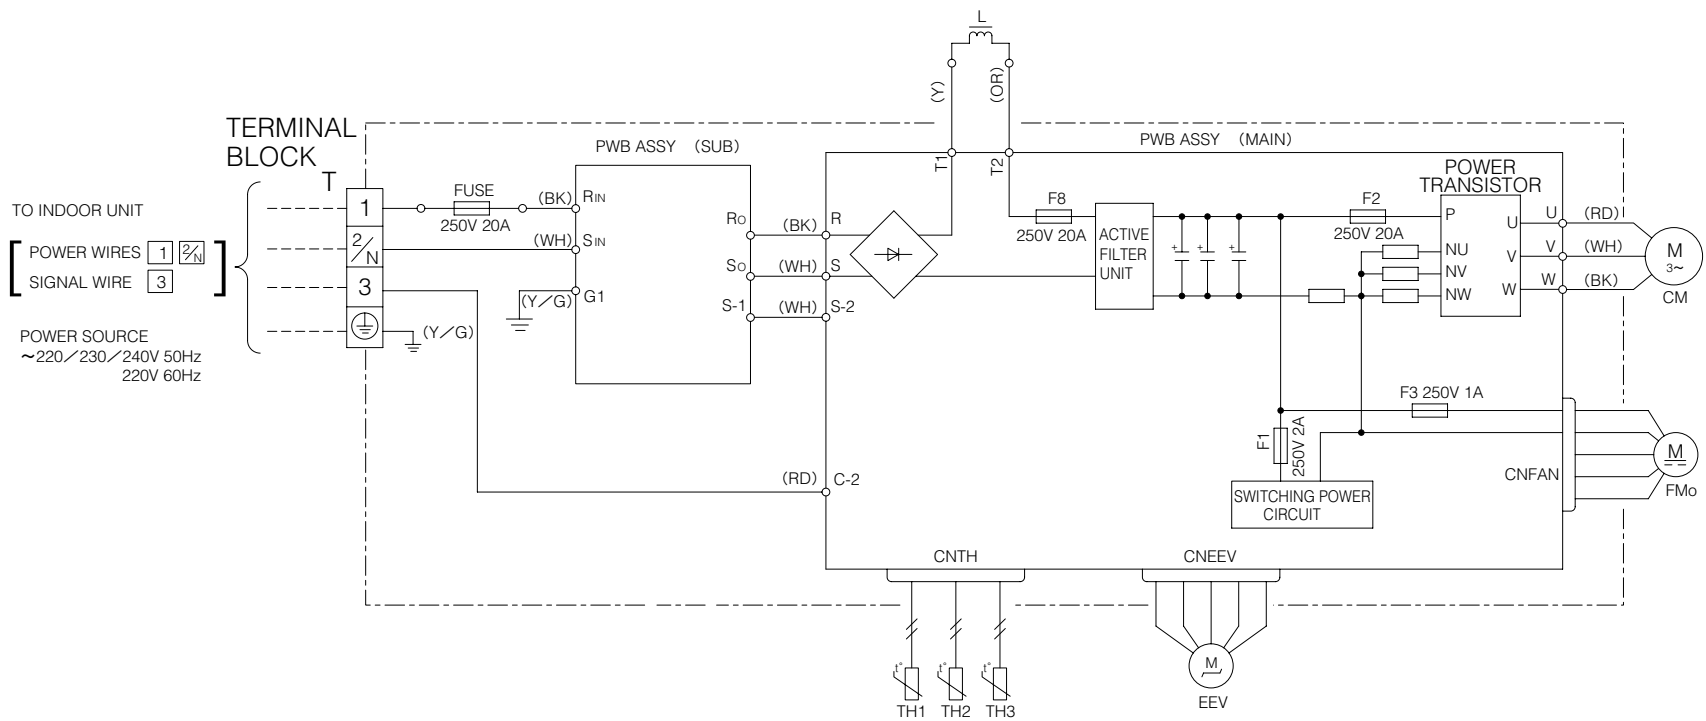 L
(Y)
(OR)
TERMINAL
BLOCK
T
PWB ASSY (SUB)
T1
T2
PWB ASSY (MAIN)
POWER
TRANSISTOR
TO INDOOR UNIT
POWER WIRES 1 2/N
SIGNAL WIRE 3
POWER SOURCE
~220/230/240V 50Hz
220V 60Hz
1
2/N
3
FUSE
250V 20A
(BK)
RIN
(WH)
SIN
(Y/G)
G1
(Y/G)
RO
(BK)
R
SO
(WH)
S
S-1
(WH)
S-2
F8
250V 20A
ACTIVE
FILTER
UNIT
+
+
+
F2
250V 20A
P
NU
NV
NW
U
V
W
U
V
W
(RD)
(WH)
(BK)
M
3~
CM
F3 250V 1A
F1
250V 2A
SWITCHING POWER
CIRCUIT
CNFAN
M
FMo
(RD)
C-2
CNTH
CNEEV
t°
t°
t°
TH1
TH2
TH3
M
EEV